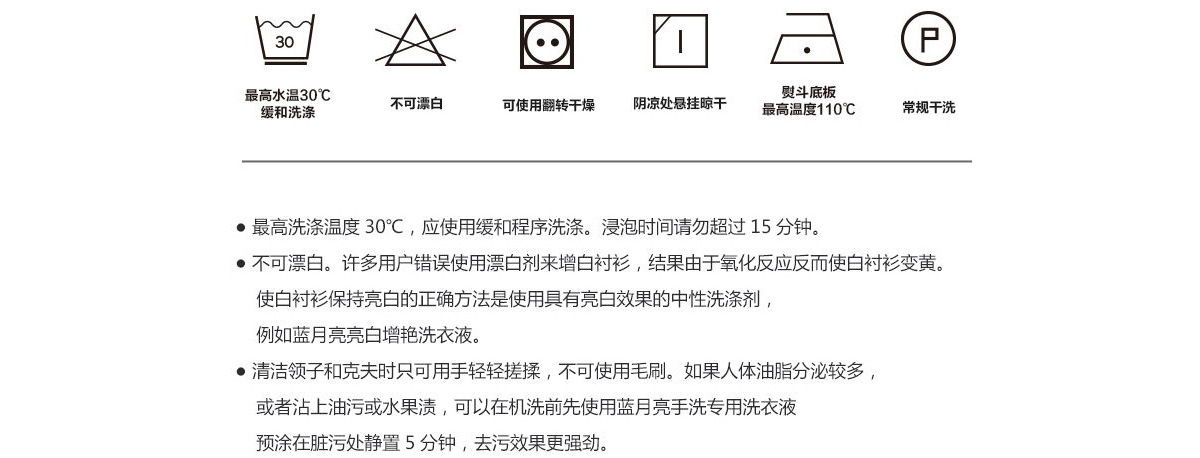 30
P
最高水温30℃
缓和洗涤
不可漂白
可使用翻转干燥
阴凉处悬挂晾干
熨斗底板
最高温度110℃
常规干洗
● 最高洗涤温度 30℃，应使用缓和程序洗涤。浸泡时间请勿超过 15 分钟。
● 不可漂白。许多用户错误使用漂白剂来增白衬衫，结果由于氧化反应反而使白衬衫变黄。
使白衬衫保持亮白的正确方法是使用具有亮白效果的中性洗涤剂，
例如蓝月亮亮白增艳洗衣液。
● 清洁领子和克夫时只可用手轻轻搓揉，不可使用毛刷。如果人体油脂分泌较多，
或者沾上油污或水果渍，可以在机洗前先使用蓝月亮手洗专用洗衣液
预涂在脏污处静置 5 分钟，去污效果更强劲。